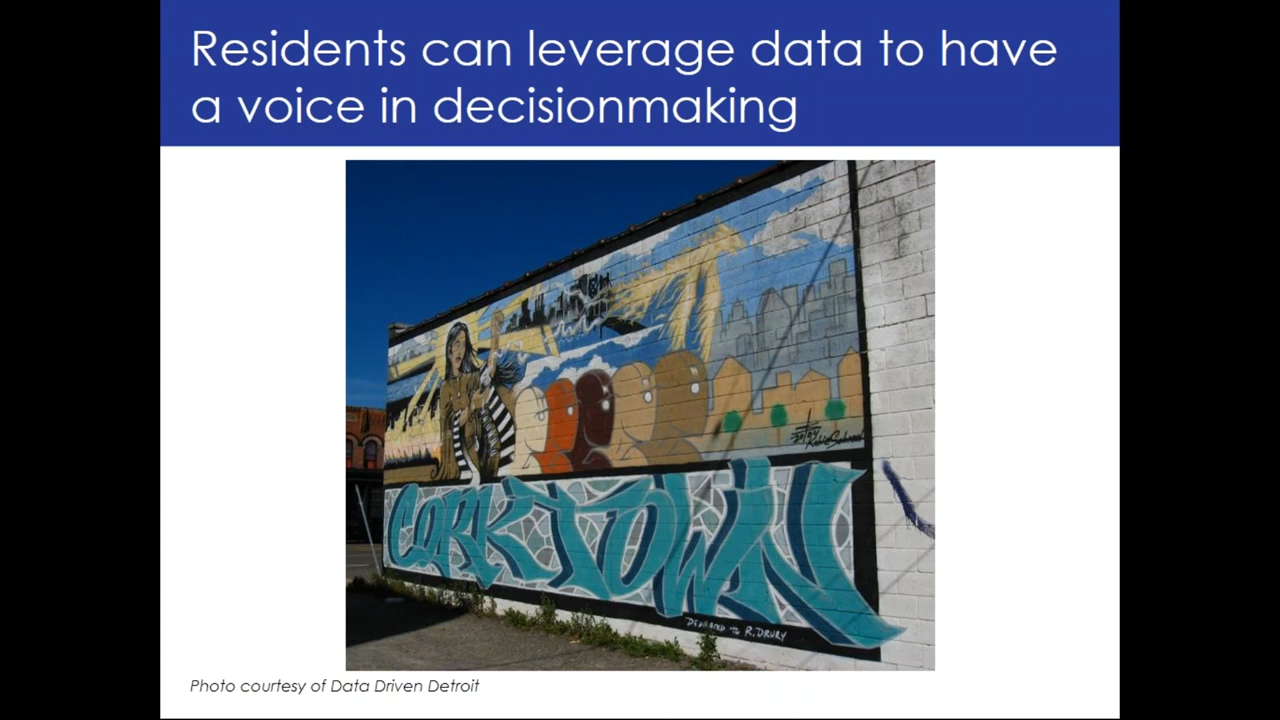 Residents can leverage data to have
a voice in decisionmaking
CORKTOWN
DEDICATED TO R. DRURY
Photo courtesy of Data Driven Detroit